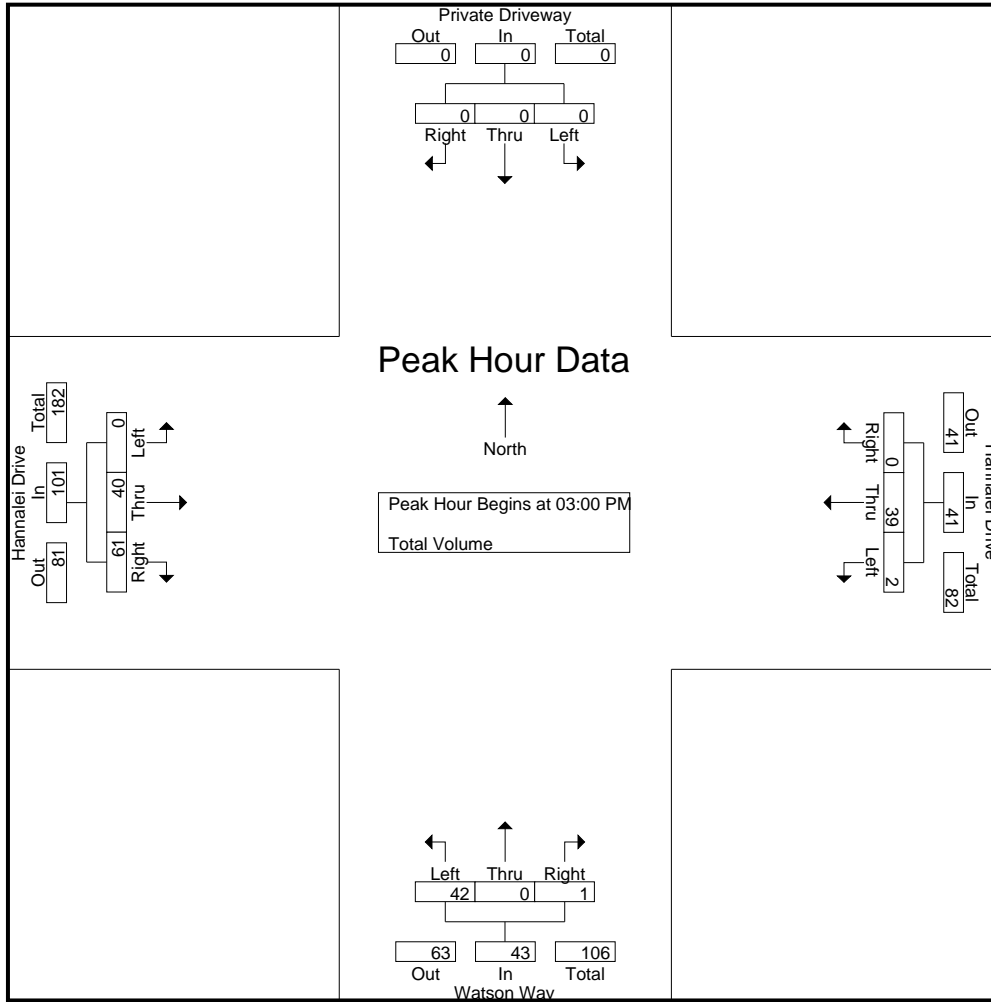 Private Driveway
Out In Total
0 0 0
0 0 0
Right Thru Left
Peak Hour Data
North
Peak Hour Begins at 03:00 PM
Total Volume
Hannalei Drive
Out In Total
81 101 182
61 40 0
Right Thru Left
Hannalei Drive
Out In Total
41 41 82
0 39 2
Right Thru Left
Left Thru Right
42 0 1
63 43 106
Out In Total
Watson Way